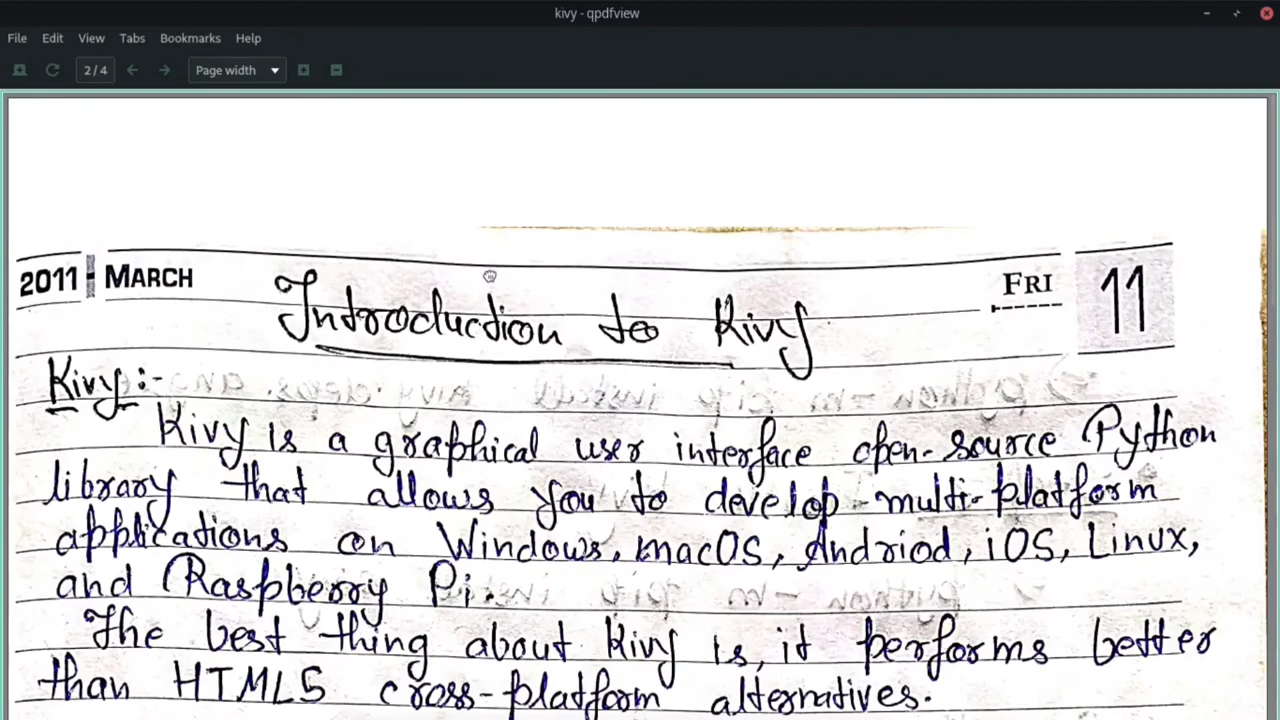 kivy - qpdfview
File Edit View Tabs Bookmarks Help
2/4 Page width
2011 MARCH Introduction to Kivy FRI 11
Kivy :-
Kivy is a graphical user interface open-source Python
library that allows you to develop multi-platform
applications on Windows, macOS, Andriod, iOS, Linux,
and Raspberry Pi.
The best thing about Kivy is, it performs better
than HTML5 cross-platform alternatives.